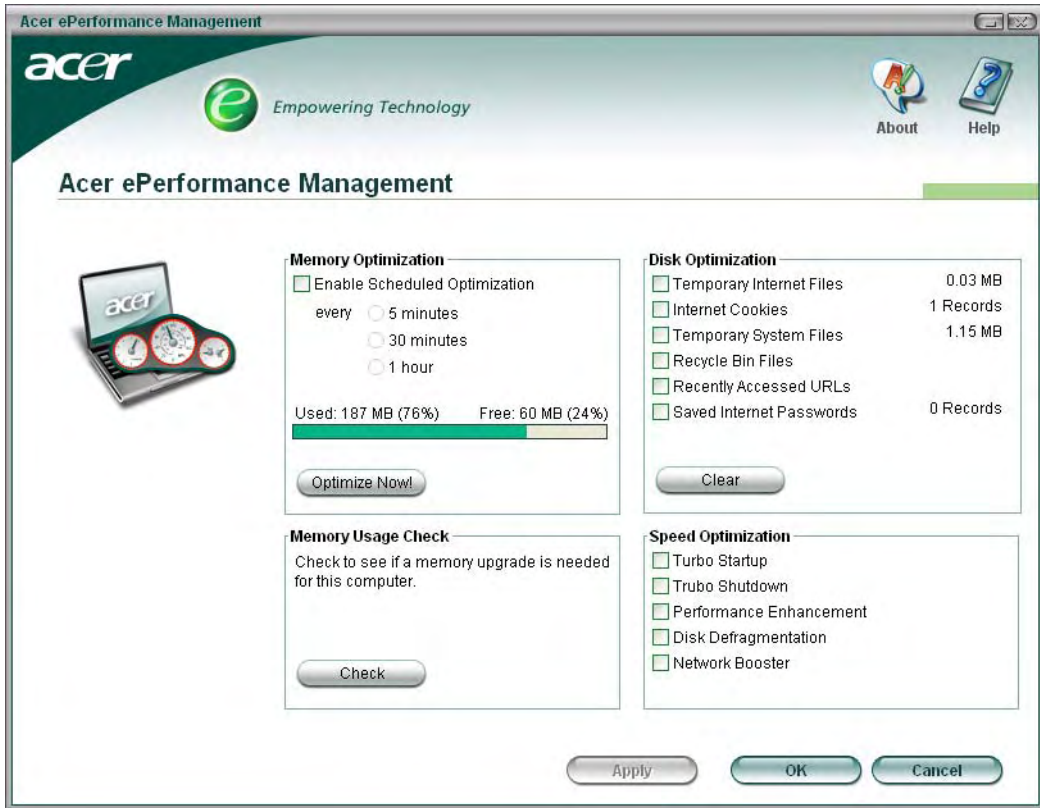 Acer ePerformance Management
acer
e Empowering Technology
About
Help
Acer ePerformance Management
acer
Memory Optimization
Enable Scheduled Optimization
every
5 minutes
30 minutes
1 hour
Used: 187 MB (76%) Free: 60 MB (24%)
Optimize Now!
Disk Optimization
Temporary Internet Files 0.03 MB
Internet Cookies 1 Records
Temporary System Files 1.15 MB
Recycle Bin Files
Recently Accessed URLs
Saved Internet Passwords 0 Records
Clear
Memory Usage Check
Check to see if a memory upgrade is needed
for this computer.
Check
Speed Optimization
Turbo Startup
Trubo Shutdown
Performance Enhancement
Disk Defragmentation
Network Booster
Apply
OK
Cancel